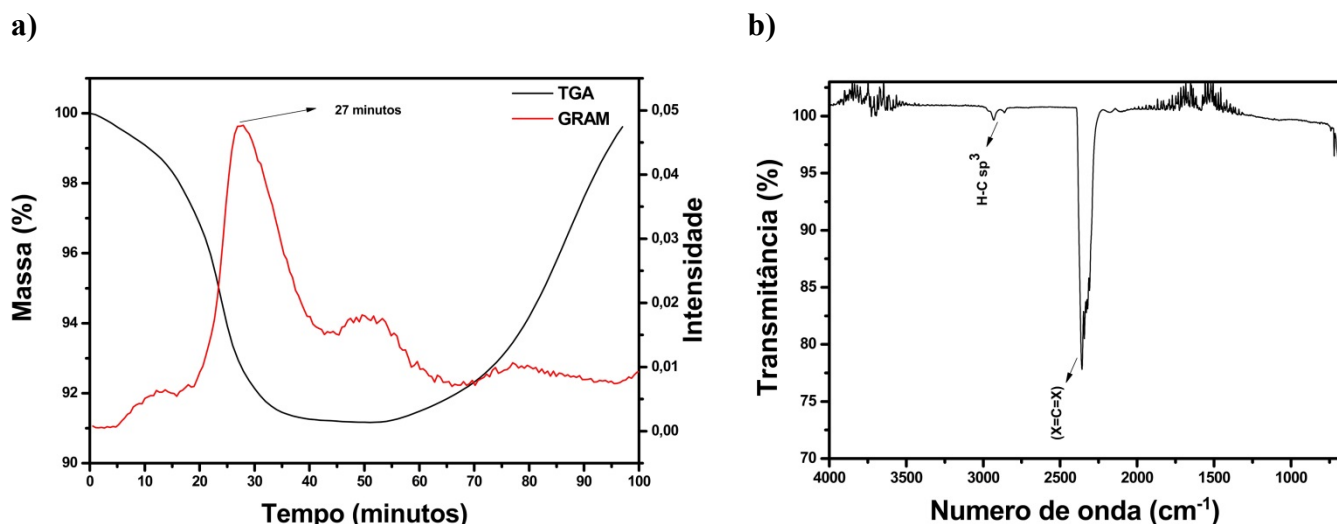 a)
b)
TGA
GRAM
27 minutos
Massa (%)
100
98
96
94
92
90
0,05
0,04
0,03
0,02
0,01
0,00
Intensidade
0 10 20 30 40 50 60 70 80 90 100
Tempo (minutos)
Transmitância (%)
100
95
90
85
80
75
70
H-C sp3
(X=C=X)
4000 3500 3000 2500 2000 1500 1000
Numero de onda (cm-1)